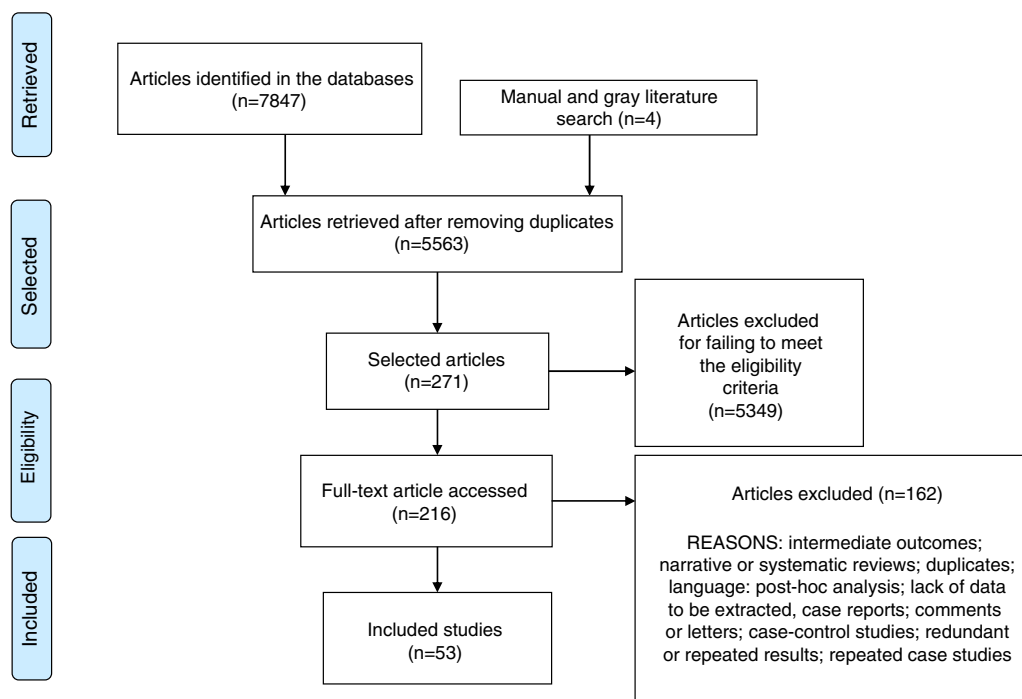 Retrieved
Articles identified in the databases
(n=7847)
Manual and gray literature
search (n=4)
Selected
Articles retrieved after removing duplicates
(n=5563)
Selected articles
(n=271)
Articles excluded
for failing to meet
the eligibility
criteria
(n=5349)
Eligibility
Full-text article accessed
(n=216)
Articles excluded (n=162)
REASONS: intermediate outcomes;
narrative or systematic reviews; duplicates;
language: post-hoc analysis; lack of data
to be extracted, case reports; comments
or letters; case-control studies; redundant
or repeated results; repeated case studies
Included
Included studies
(n=53)